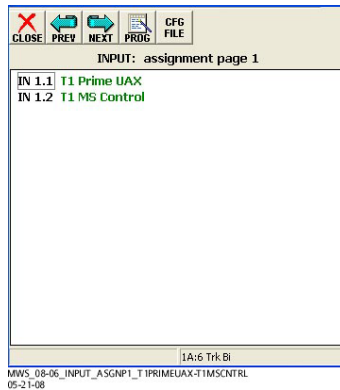 CLOSE PREV NEXT PROG CFG FILE
INPUT: assignment page 1
IN 1.1 T1 Prime UAX
IN 1.2 T1 MS Control
1A:6 Trk Bi
MWS_08-06_INPUT_ASGNP1_T1PRIMEUAX-T1MSCNTRL
05-21-08